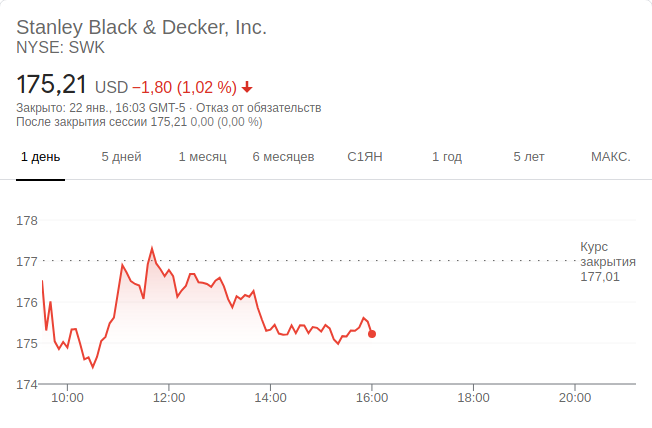 Stanley Black & Decker, Inc.
NYSE: SWK
175,21 USD −1,80 (1,02 %)
Закрыто: 22 янв., 16:03 GMT-5 · Отказ от обязательств
После закрытия сессии 175,21 0,00 (0,00 %)
1 день 5 дней 1 месяц 6 месяцев С1ЯН 1 год 5 лет МАКС.
178
177
176
175
174
Курс
закрытия
177,01
10:00 12:00 14:00 16:00 18:00 20:00